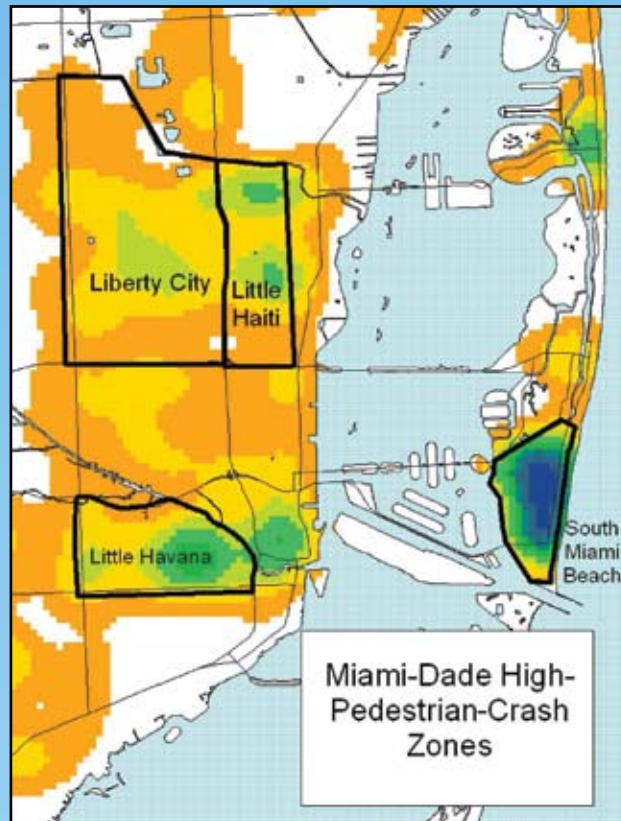 Liberty City
Little
Haiti
Little Havana
South
Miami
Beach
Miami-Dade High-
Pedestrian-Crash
Zones